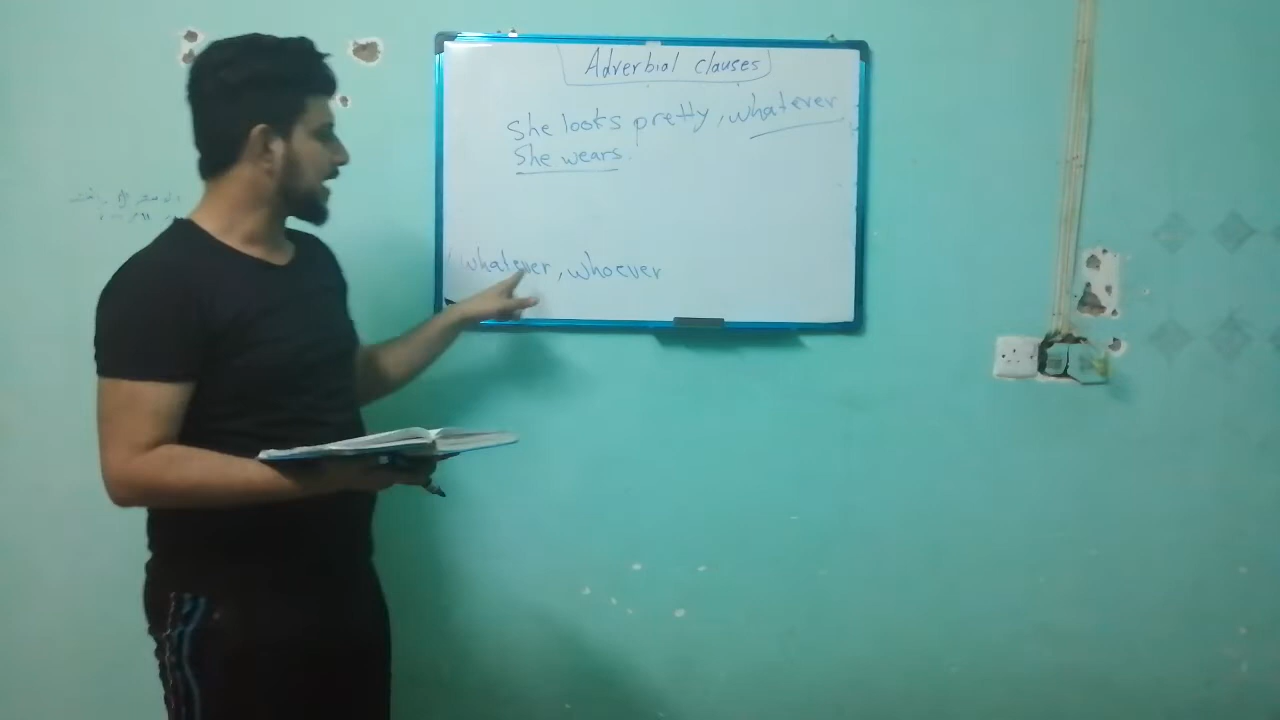 Adverbial clauses
She looks pretty, whatever
She wears.
whatever, whoever